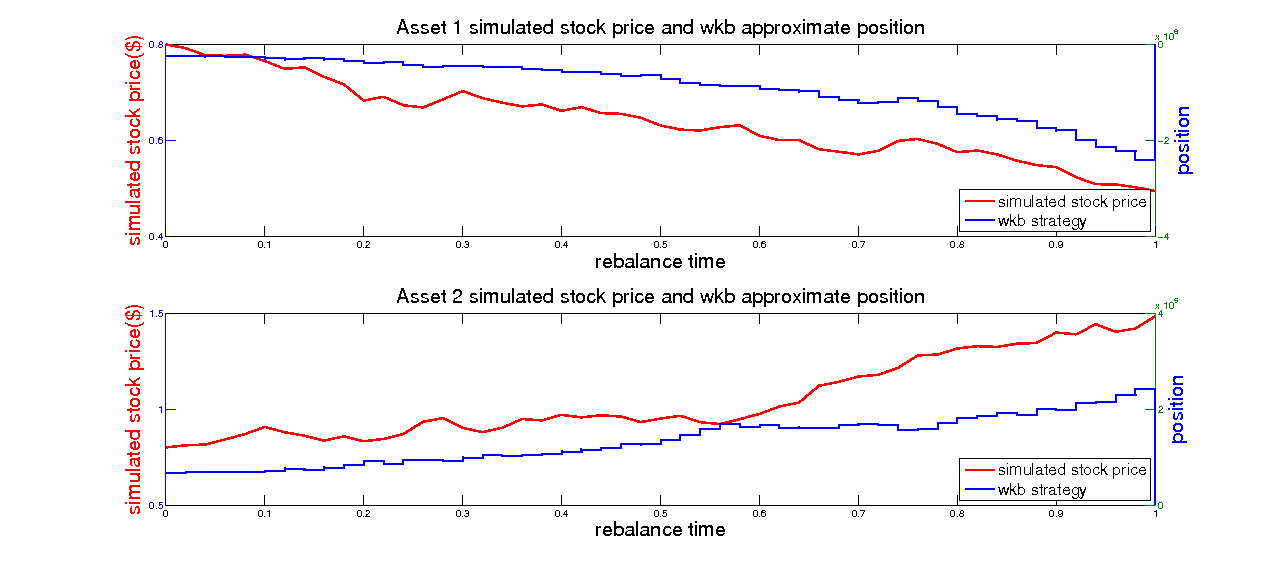 Asset 1 simulated stock price and wkb approximate position
simulated stock price($)
0.8
0.6
0.4
0
-2
-4
position
simulated stock price
wkb strategy
0 0.1 0.2 0.3 0.4 0.5 0.6 0.7 0.8 0.9 1
rebalance time
Asset 2 simulated stock price and wkb approximate position
simulated stock price($)
1.5
1
0.5
4
2
0
position
simulated stock price
wkb strategy
0 0.1 0.2 0.3 0.4 0.5 0.6 0.7 0.8 0.9 1
rebalance time